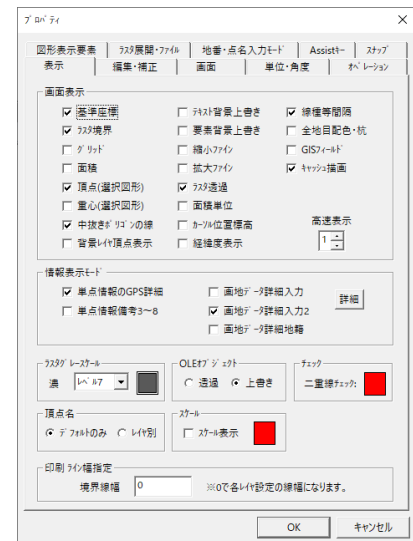 ﾌﾟﾛﾊﾟﾃｨ
図形表示要素 ﾗｽﾀ展開・ﾌｧｲﾙ 地番・点名入力ﾓｰﾄﾞ Assistｷｰ ｽﾅｯﾌﾟ
表示 編集・補正 画面 単位・角度 ｵﾍﾟﾚｰｼｮﾝ
画面表示
基準座標 ﾃｷｽﾄ背景上書き 線種等間隔
ﾗｽﾀ境界 要素背景上書き 全地目配色・杭
ｸﾞﾘｯﾄﾞ 縮小ﾌｧｲﾝ GISﾌｨｰﾙﾄﾞ
面積 拡大ﾌｧｲﾝ ｷｬｯｼｭ描画
頂点(選択図形) ﾗｽﾀ透過
重心(選択図形) 面積単位
中抜きﾎﾟﾘｺﾞﾝの線 ｶｰｿﾙ位置標高 高速表示
背景ﾚｲﾔ頂点表示 経緯度表示 1
情報表示ﾓｰﾄﾞ
単点情報のGPS詳細 画地ﾃﾞｰﾀ詳細入力 詳細
単点情報備考3～8 画地ﾃﾞｰﾀ詳細入力2
画地ﾃﾞｰﾀ詳細地籍
ﾗｽﾀｸﾞﾚｰｽｹｰﾙ OLEｵﾌﾞｼﾞｪｸﾄ ﾁｪｯｸ
濃 ﾚﾍﾞﾙ7 透過 上書き 二重線ﾁｪｯｸ:
頂点名 ｽｹｰﾙ
ﾃﾞﾌｫﾙﾄのみ ﾚｲﾔ別 ｽｹｰﾙ表示
印刷 ﾗｲﾝ幅指定
境界線幅 0 ※0で各ﾚｲﾔ設定の線幅になります。
OK キャンセル